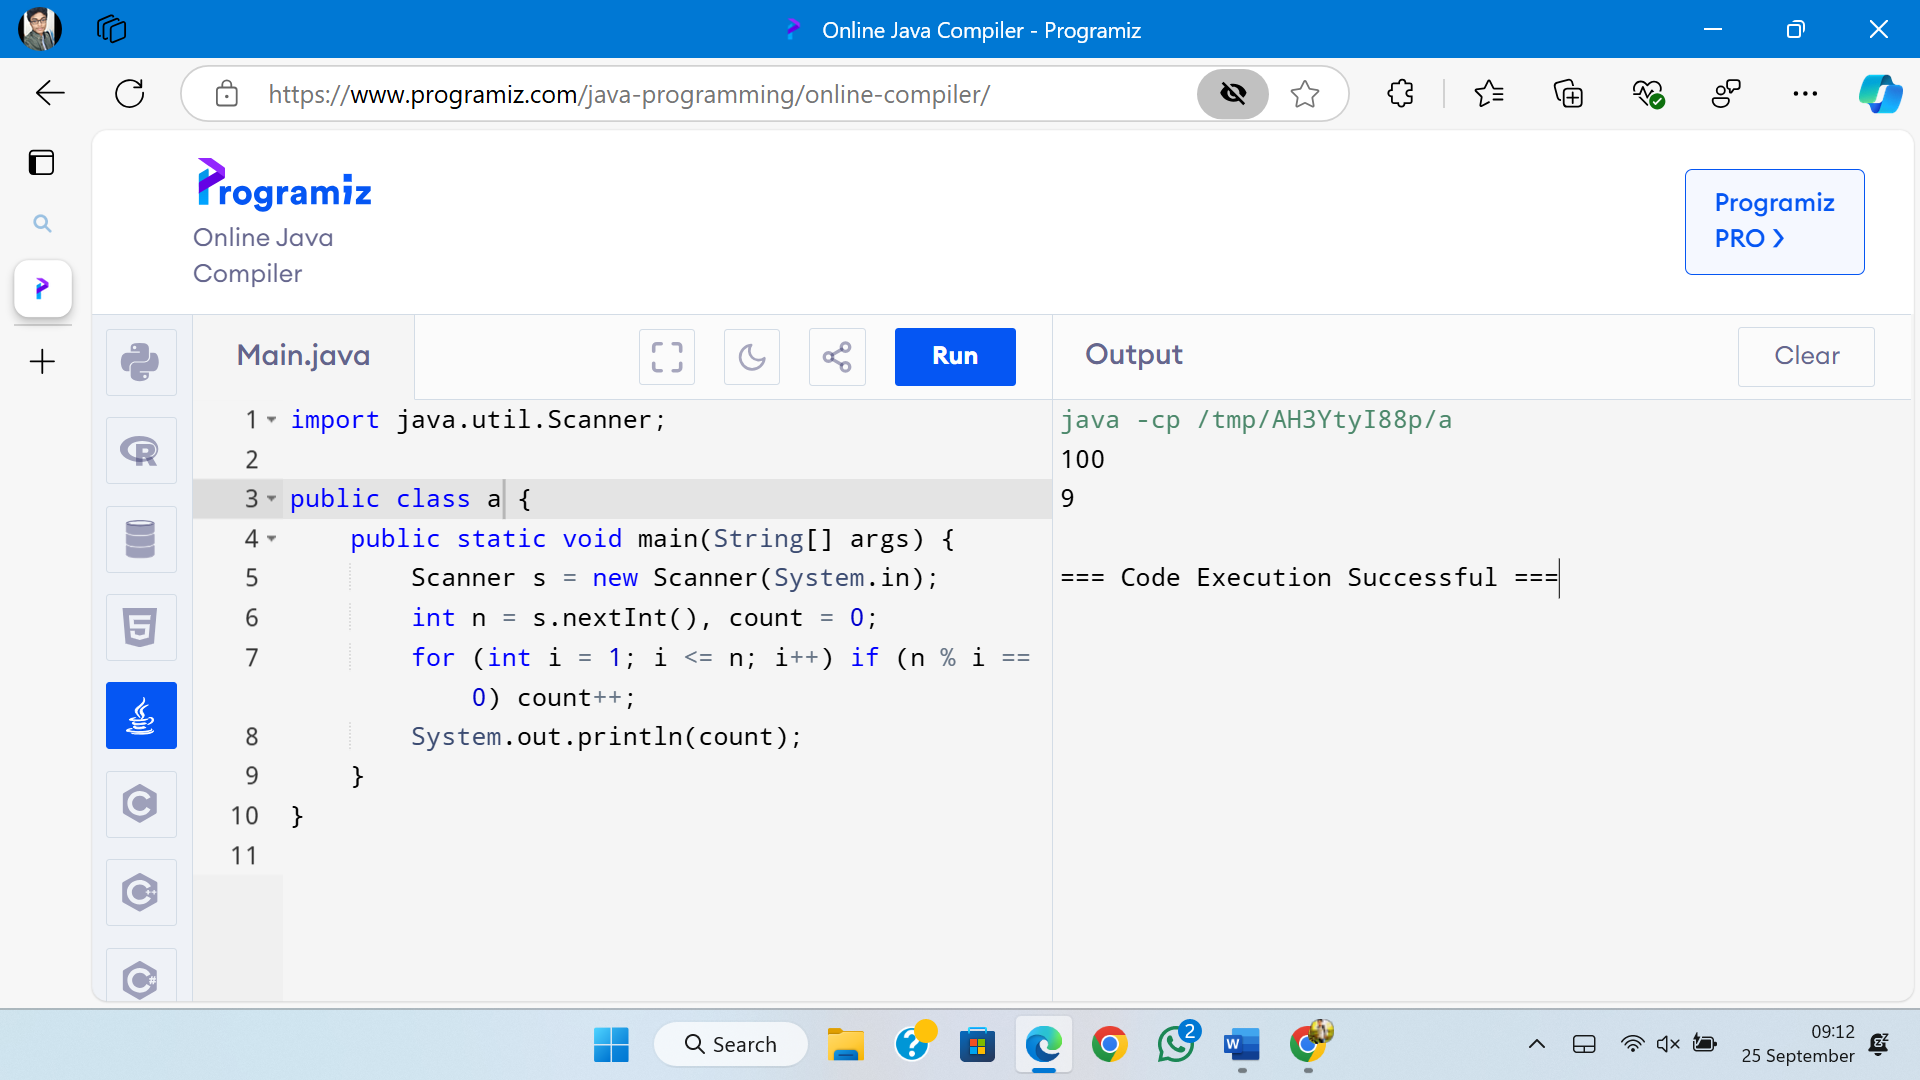 Online Java Compiler - Programiz
https://www.programiz.com/java-programming/online-compiler/
Programiz
Online Java
Compiler
Programiz
PRO ❯
Main.java
Run
Output
Clear
1 import java.util.Scanner;
2
3 public class a {
4     public static void main(String[] args) {
5         Scanner s = new Scanner(System.in);
6         int n = s.nextInt(), count = 0;
7         for (int i = 1; i <= n; i++) if (n % i ==
            0) count++;
8         System.out.println(count);
9     }
10 }
11
java -cp /tmp/AH3YtyI88p/a
100
9
=== Code Execution Successful ===
Search
2
09:12
25 September